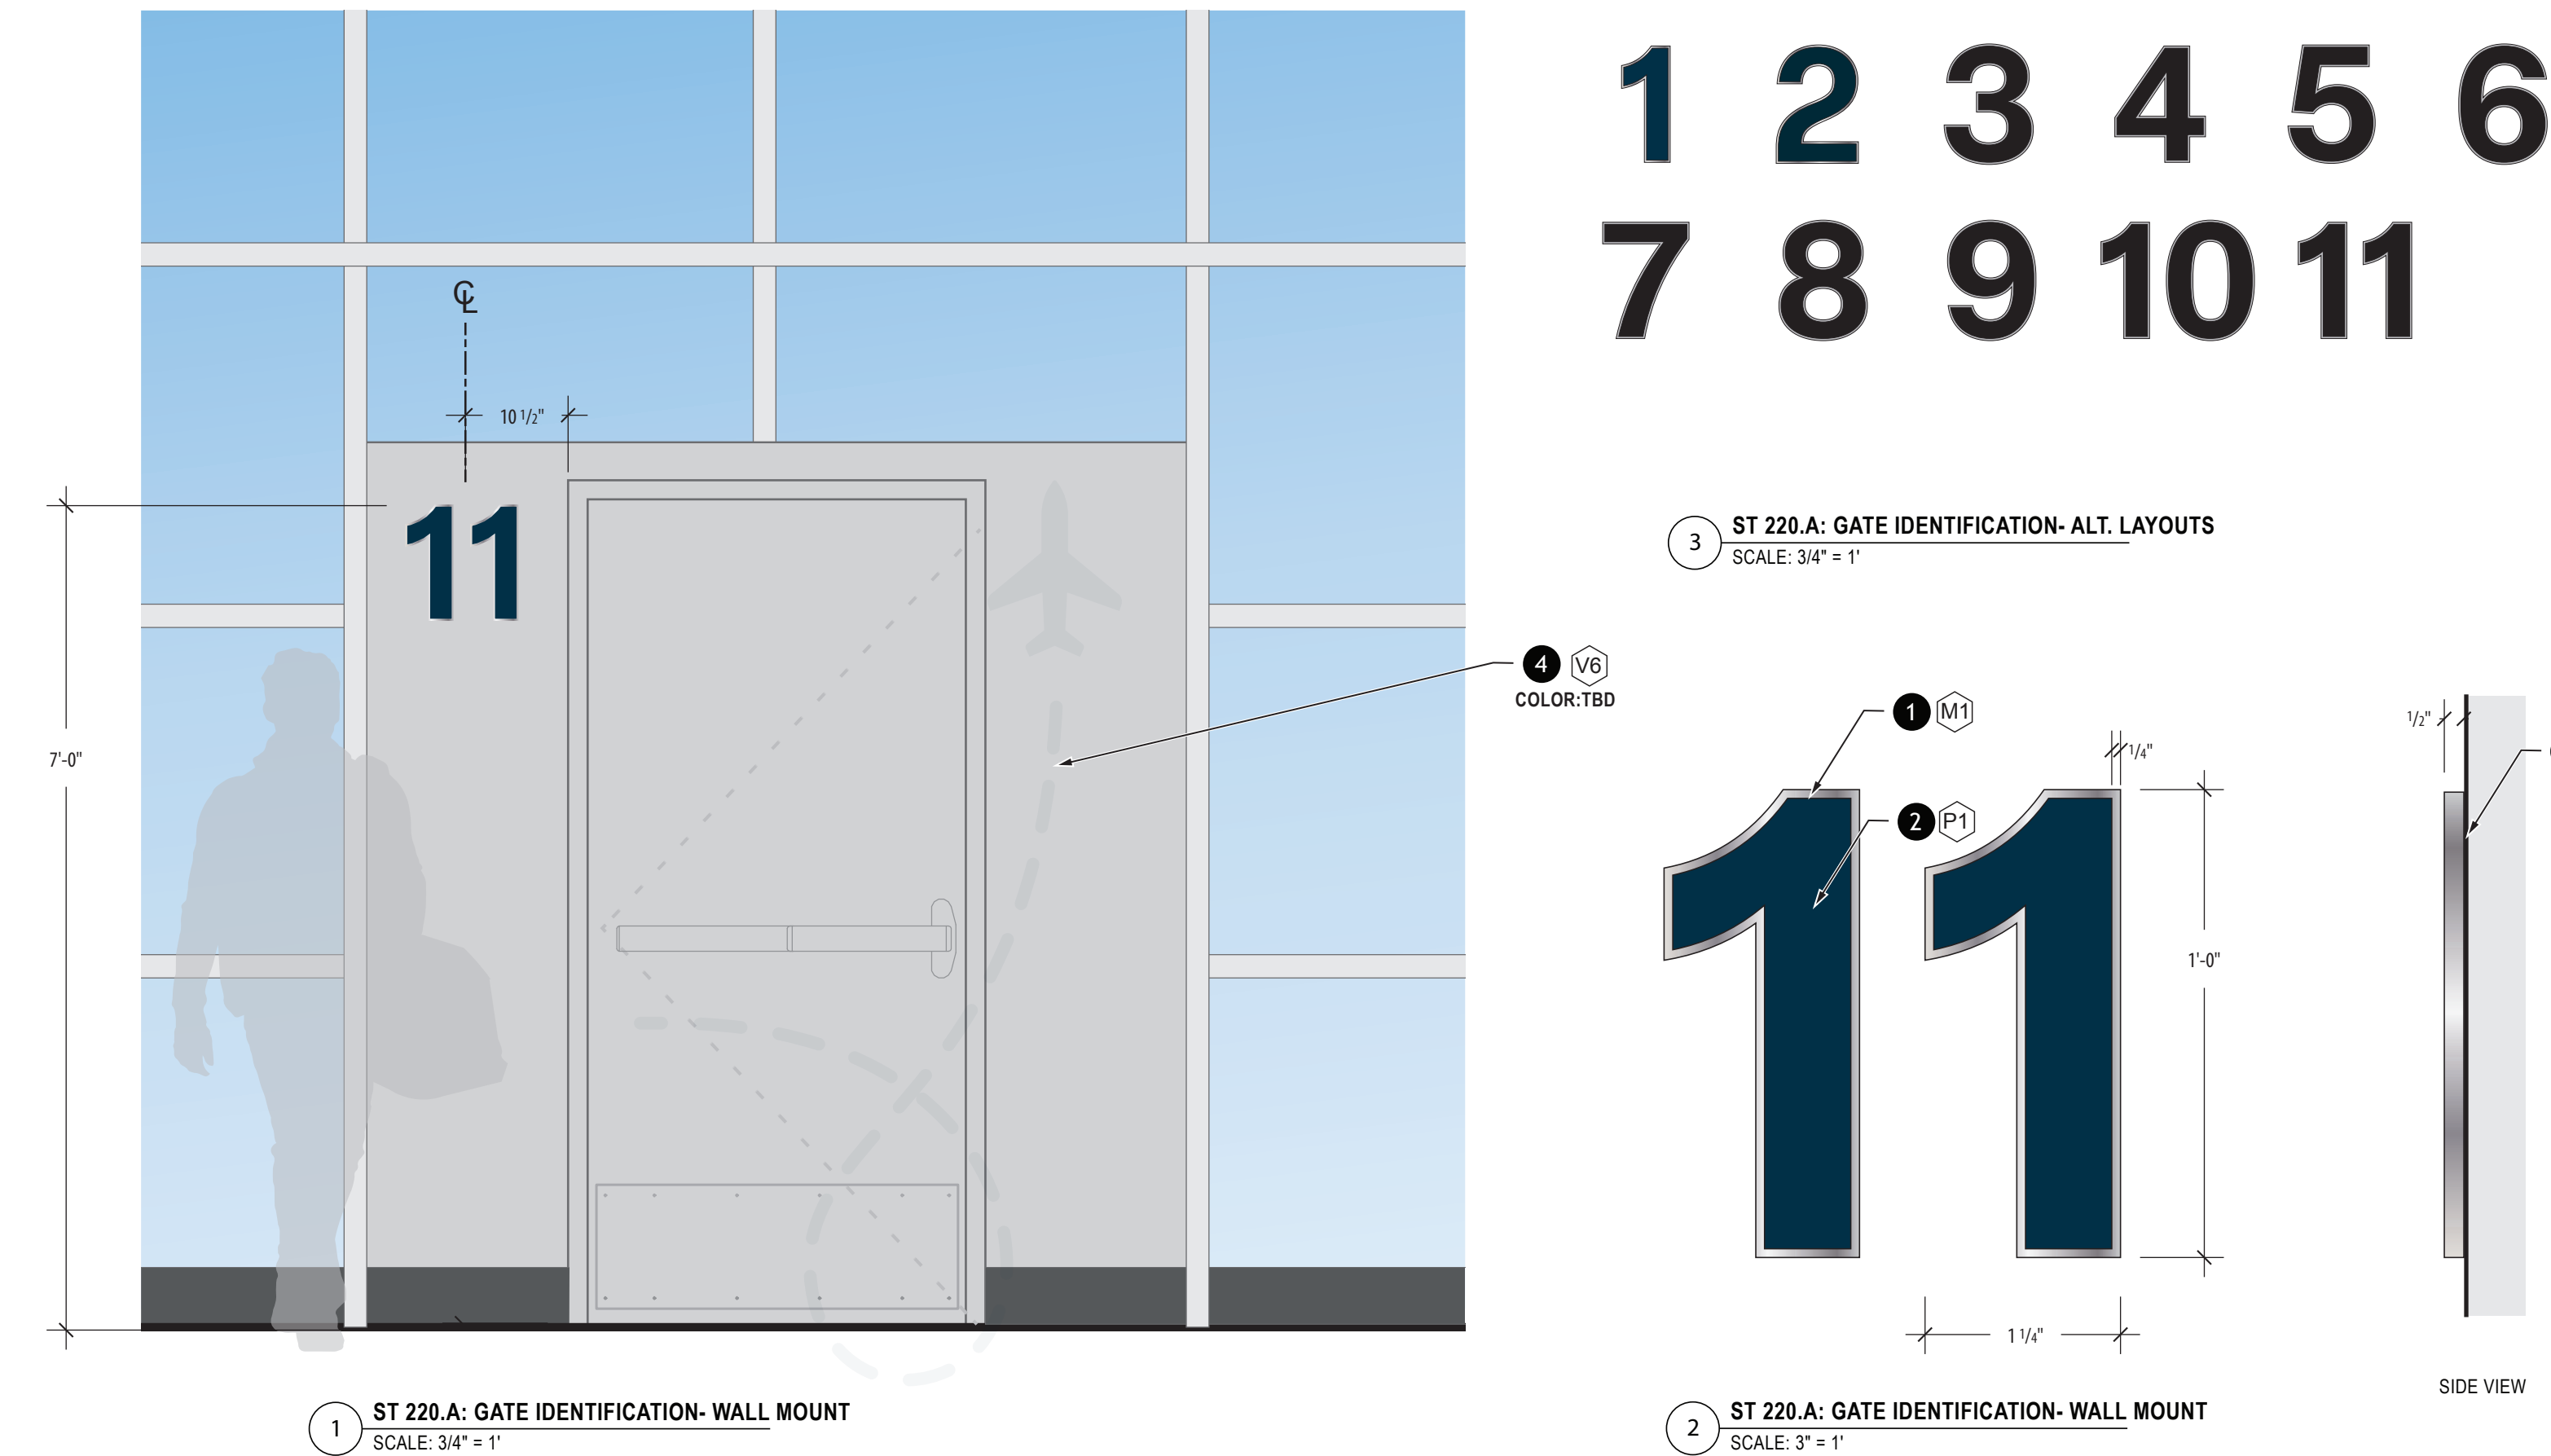 1 2 3 4 5 6
7 8 9 10 11
℄
10 1/2"
11
7'-0"
3 ST 220.A: GATE IDENTIFICATION- ALT. LAYOUTS
SCALE: 3/4" = 1'
4 V6
COLOR:TBD
1 M1
2 P1
1/4"
1/2"
1'-0"
11
1 1/4"
SIDE VIEW
1 ST 220.A: GATE IDENTIFICATION- WALL MOUNT
SCALE: 3/4" = 1'
2 ST 220.A: GATE IDENTIFICATION- WALL MOUNT
SCALE: 3" = 1'